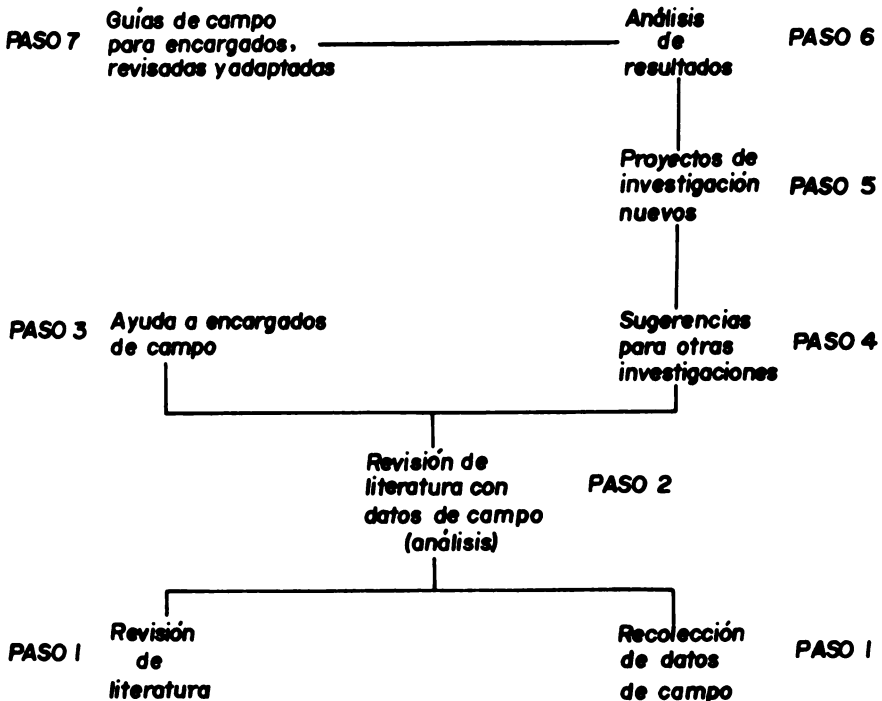 PASO 7
Guías de campo
para encargados,
revisadas y adaptadas
Análisis
de
resultados
PASO 6
Proyectos de
investigación
nuevos
PASO 5
PASO 3
Ayuda a encargados
de campo
Sugerencias
para otras
investigaciones
PASO 4
Revisión de
literatura con
datos de campo
(análisis)
PASO 2
PASO 1
Revisión
de
literatura
Recolección
de datos
de campo
PASO 1